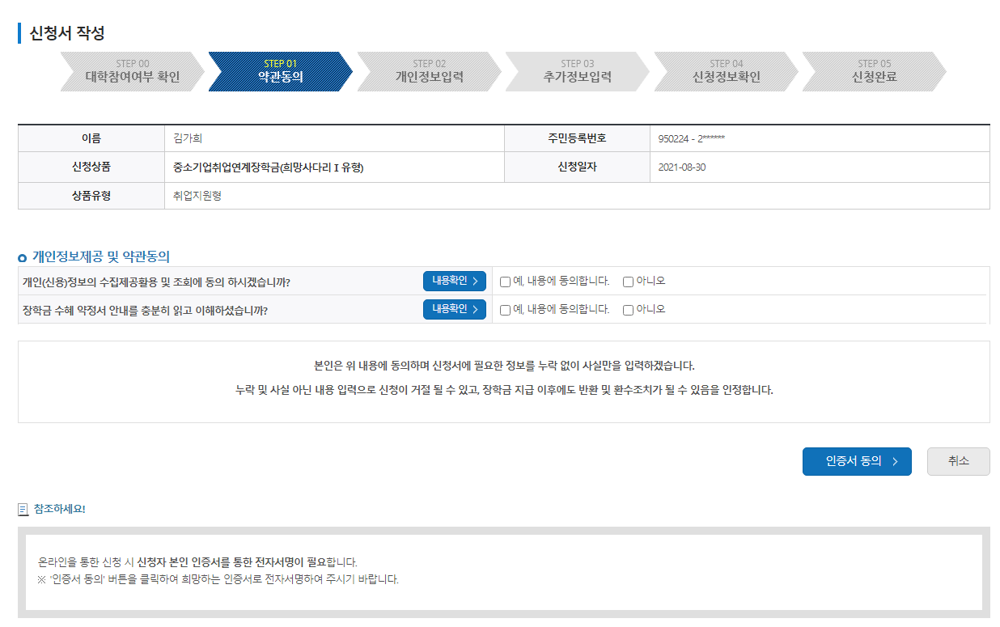 신청서 작성
STEP 00
대학참여여부 확인
STEP 01
약관동의
STEP 02
개인정보입력
STEP 03
추가정보입력
STEP 04
신청정보확인
STEP 05
신청완료
이름 김가희 주민등록번호 950224 - 2******
신청상품 중소기업취업연계장학금(희망사다리 I 유형) 신청일자 2021-08-30
상품유형 취업지원형
개인정보제공 및 약관동의
개인(신용)정보의 수집제공활용 및 조회에 동의 하시겠습니까? 내용확인 예, 내용에 동의합니다. 아니오
장학금 수혜 약정서 안내를 충분히 읽고 이해하셨습니까? 내용확인 예, 내용에 동의합니다. 아니오
본인은 위 내용에 동의하며 신청서에 필요한 정보를 누락 없이 사실만을 입력하겠습니다.
누락 및 사실 아닌 내용 입력으로 신청이 거절 될 수 있고, 장학금 지급 이후에도 반환 및 환수조치가 될 수 있음을 인정합니다.
인증서 동의 취소
참조하세요!
온라인을 통한 신청 시 신청자 본인 인증서를 통한 전자서명이 필요합니다.
※ '인증서 동의' 버튼을 클릭하여 희망하는 인증서로 전자서명하여 주시기 바랍니다.